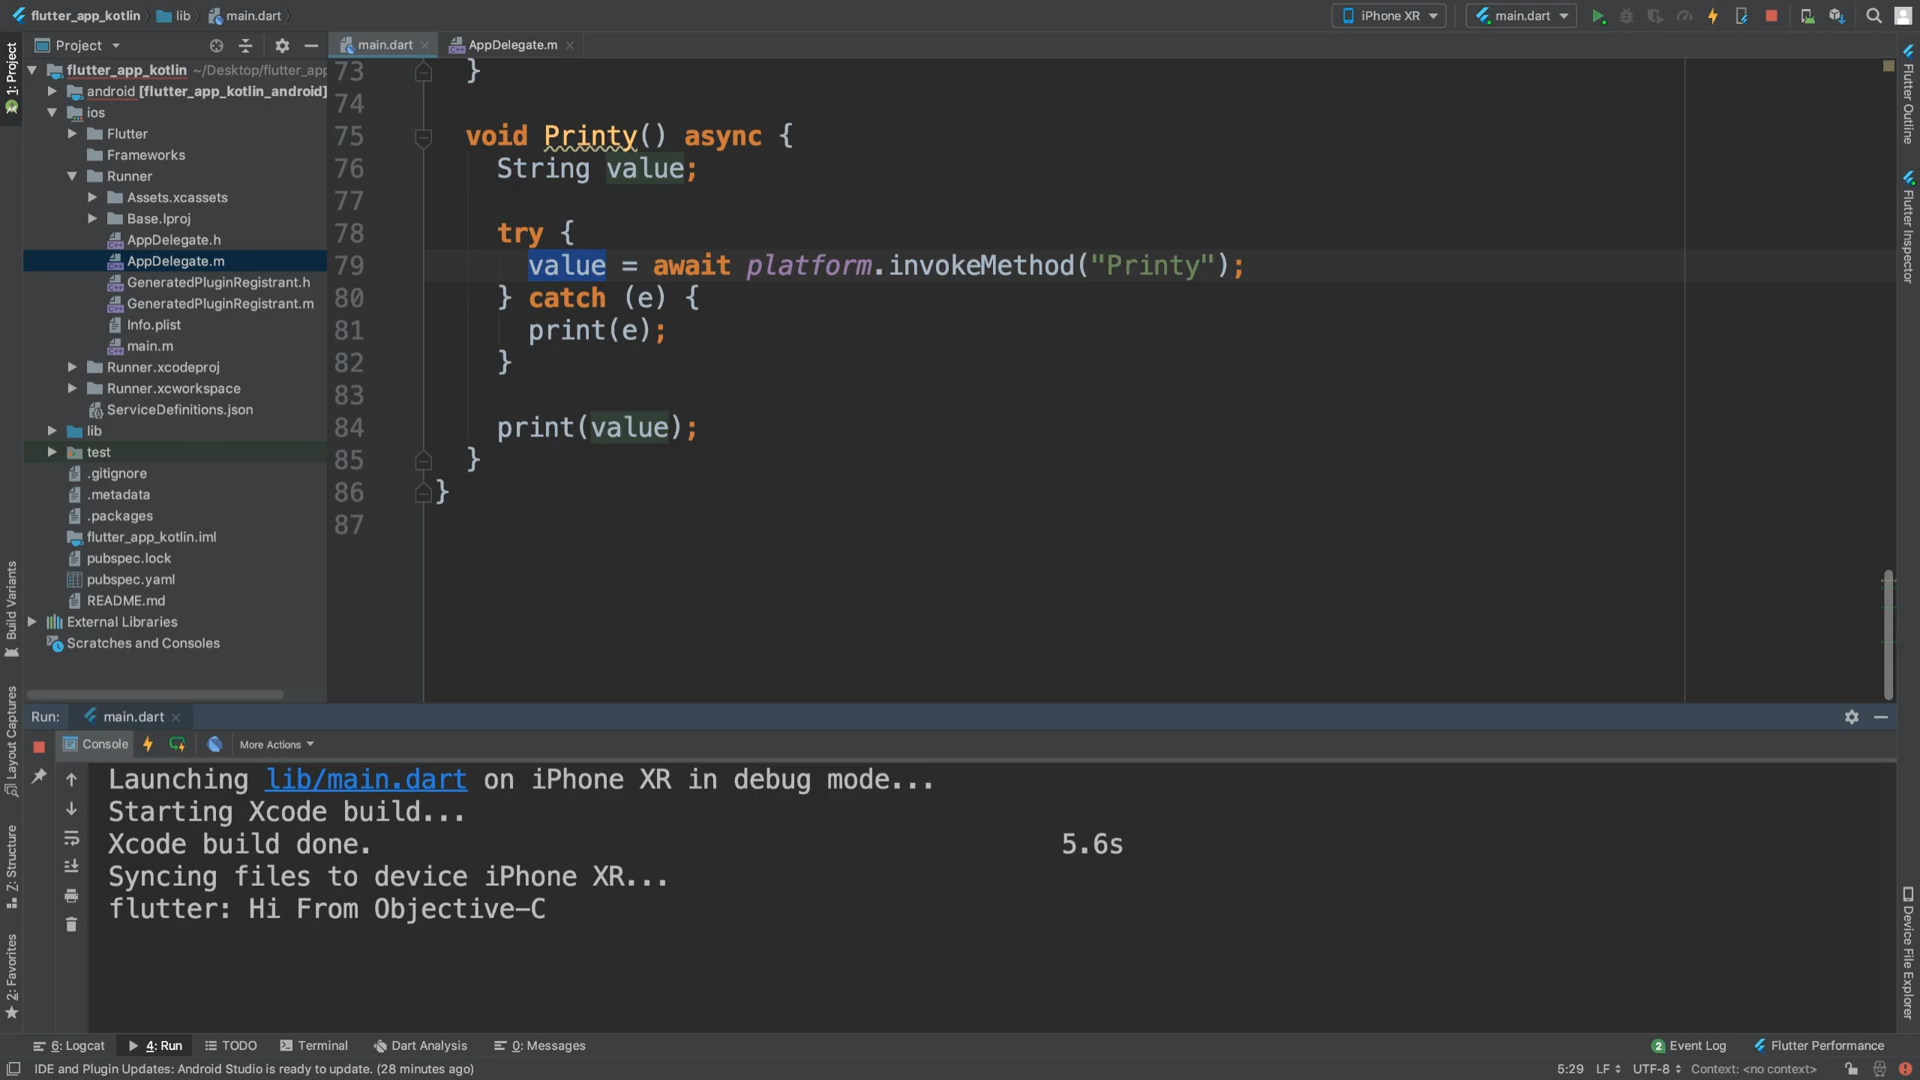 flutter_app_kotlin lib main.dart
iPhone XR main.dart
Project
main.dart AppDelegate.m
flutter_app_kotlin ~/Desktop/flutter_app
android [flutter_app_kotlin_android]
ios
Flutter
Frameworks
Runner
Assets.xcassets
Base.lproj
AppDelegate.h
AppDelegate.m
GeneratedPluginRegistrant.h
GeneratedPluginRegistrant.m
Info.plist
main.m
Runner.xcodeproj
Runner.xcworkspace
ServiceDefinitions.json
lib
test
.gitignore
.metadata
.packages
flutter_app_kotlin.iml
pubspec.lock
pubspec.yaml
README.md
External Libraries
Scratches and Consoles
73 }
74
75 void Printy() async {
76 String value;
77
78 try {
79 value = await platform.invokeMethod("Printy");
80 } catch (e) {
81 print(e);
82 }
83
84 print(value);
85 }
86 }
87
1: Project
Build Variants
Layout Captures
Z: Structure
2: Favorites
Flutter Outline
Flutter Inspector
Device File Explorer
Run: main.dart
Console More Actions
Launching lib/main.dart on iPhone XR in debug mode...
Starting Xcode build...
Xcode build done. 5.6s
Syncing files to device iPhone XR...
flutter: Hi From Objective-C
6: Logcat 4: Run TODO Terminal Dart Analysis 0: Messages 2 Event Log Flutter Performance
IDE and Plugin Updates: Android Studio is ready to update. (28 minutes ago) 5:29 LF UTF-8 Context: <no context>